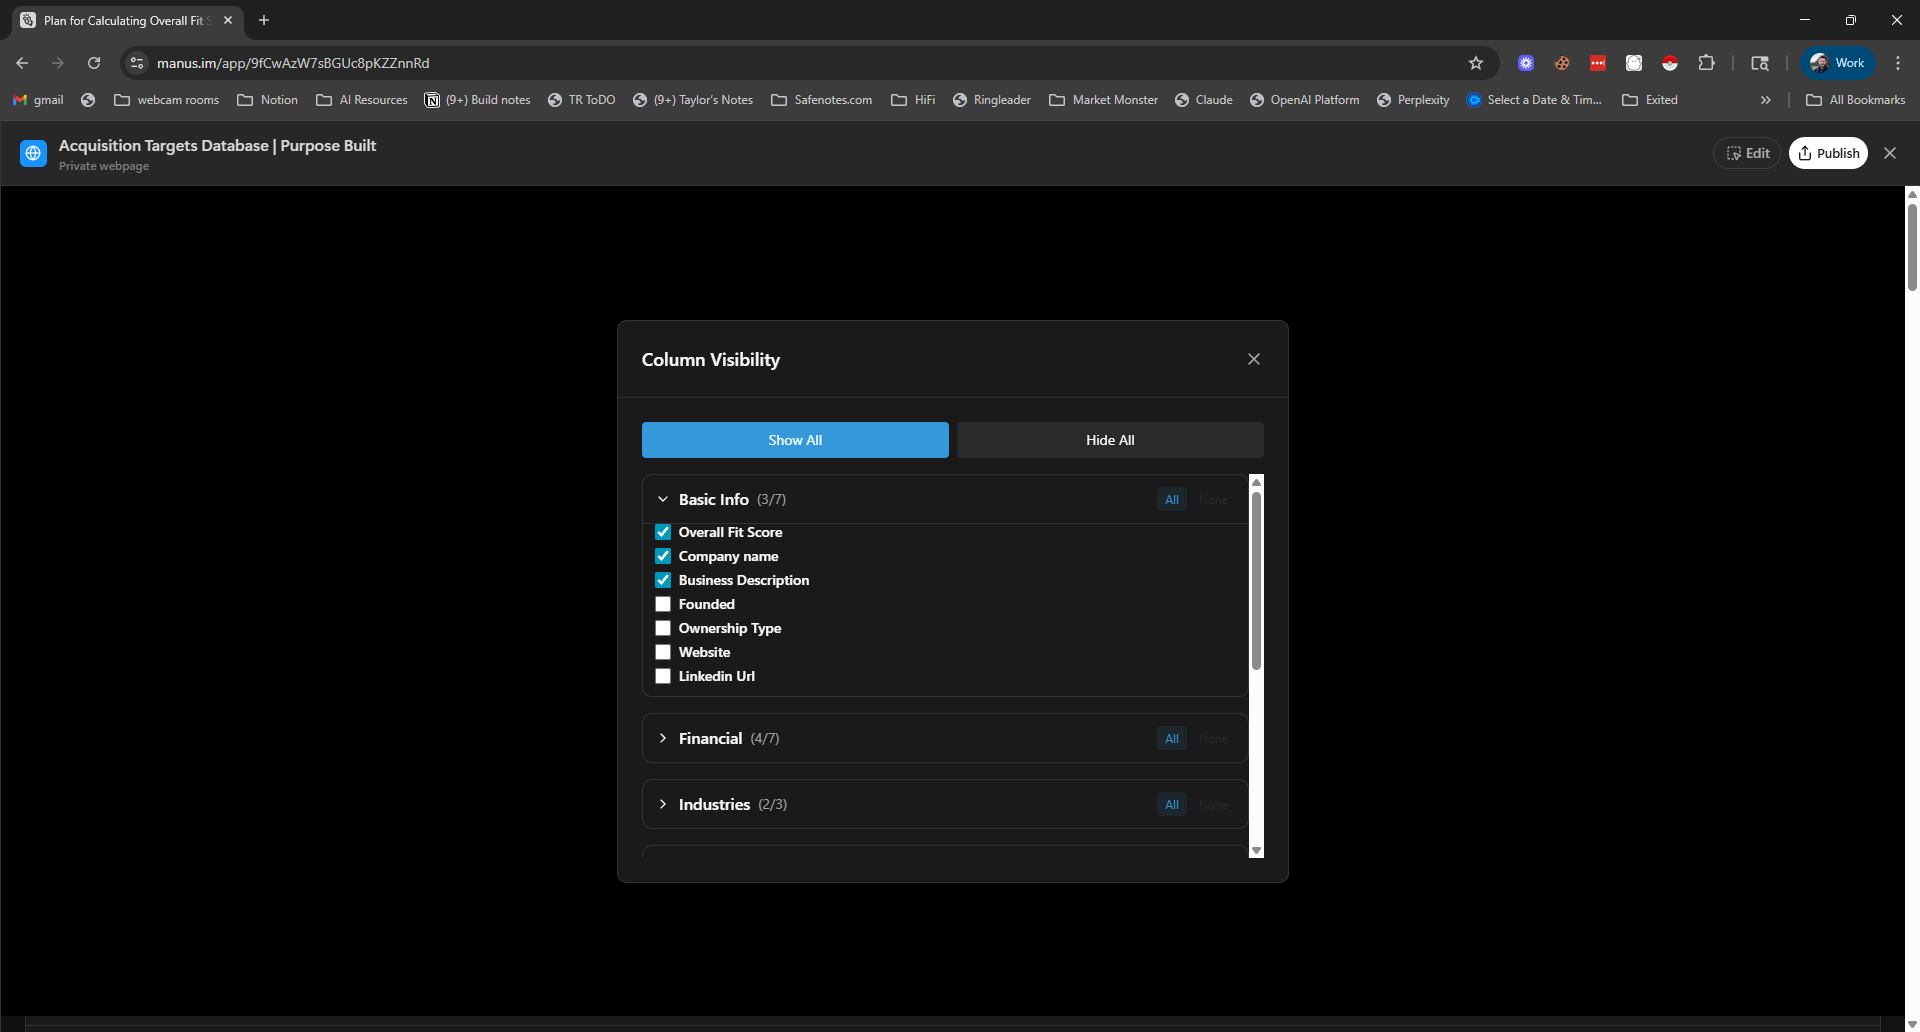 Plan for Calculating Overall Fit S
manus.im/app/9fCwAzW7sBGUc8pKZZnnRd
Work
gmail
webcam rooms
Notion
AI Resources
(9+) Build notes
TR ToDO
(9+) Taylor's Notes
Safenotes.com
HiFi
Ringleader
Market Monster
Claude
OpenAI Platform
Perplexity
Select a Date & Tim...
Exited
All Bookmarks
Acquisition Targets Database | Purpose Built
Private webpage
Edit
Publish
Column Visibility
Show All
Hide All
Basic Info (3/7)
All
None
Overall Fit Score
Company name
Business Description
Founded
Ownership Type
Website
Linkedin Url
Financial (4/7)
All
None
Industries (2/3)
All
None